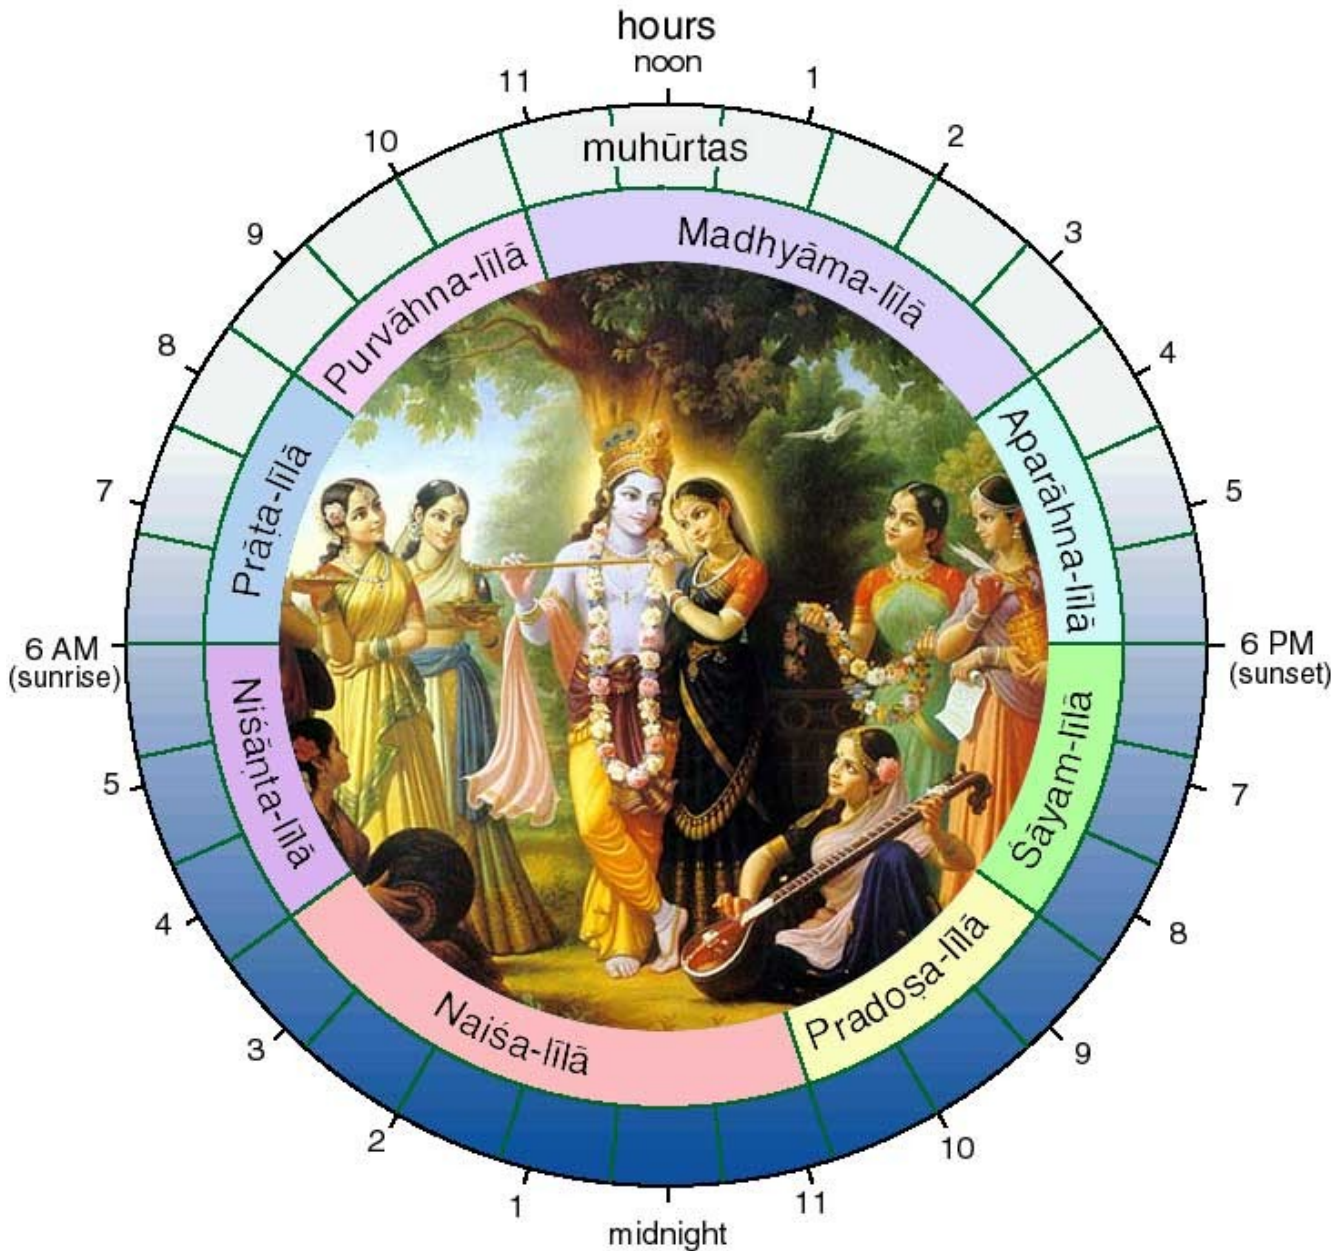 hours
noon
1
2
3
4
5
6 PM
(sunset)
7
8
9
10
11
midnight
1
2
3
4
5
6 AM
(sunrise)
7
8
9
10
11
muhūrtas
Madhyāma-līlā
Aparāhna-līlā
Śāyam-līlā
Pradoṣa-līlā
Naiśa-līlā
Niśāṇta-līlā
Prāṭa-līlā
Purvāhna-līlā